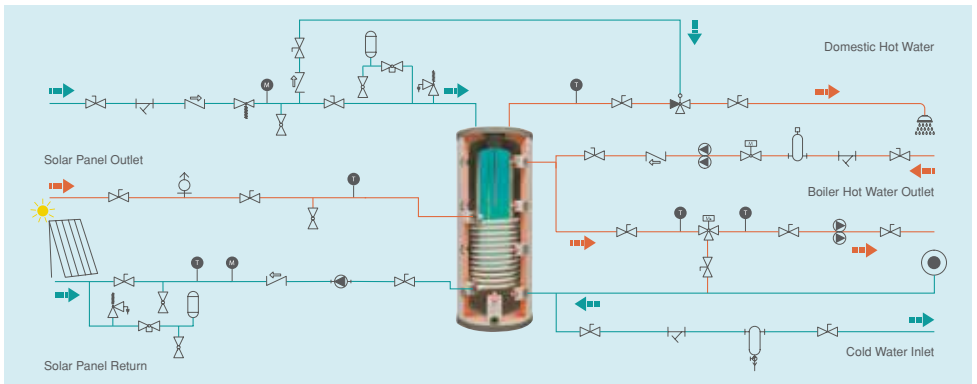 Domestic Hot Water
M
T
Solar Panel Outlet
M
Boiler Hot Water Outlet
T
T
T
T
M
Solar Panel Return
Cold Water Inlet